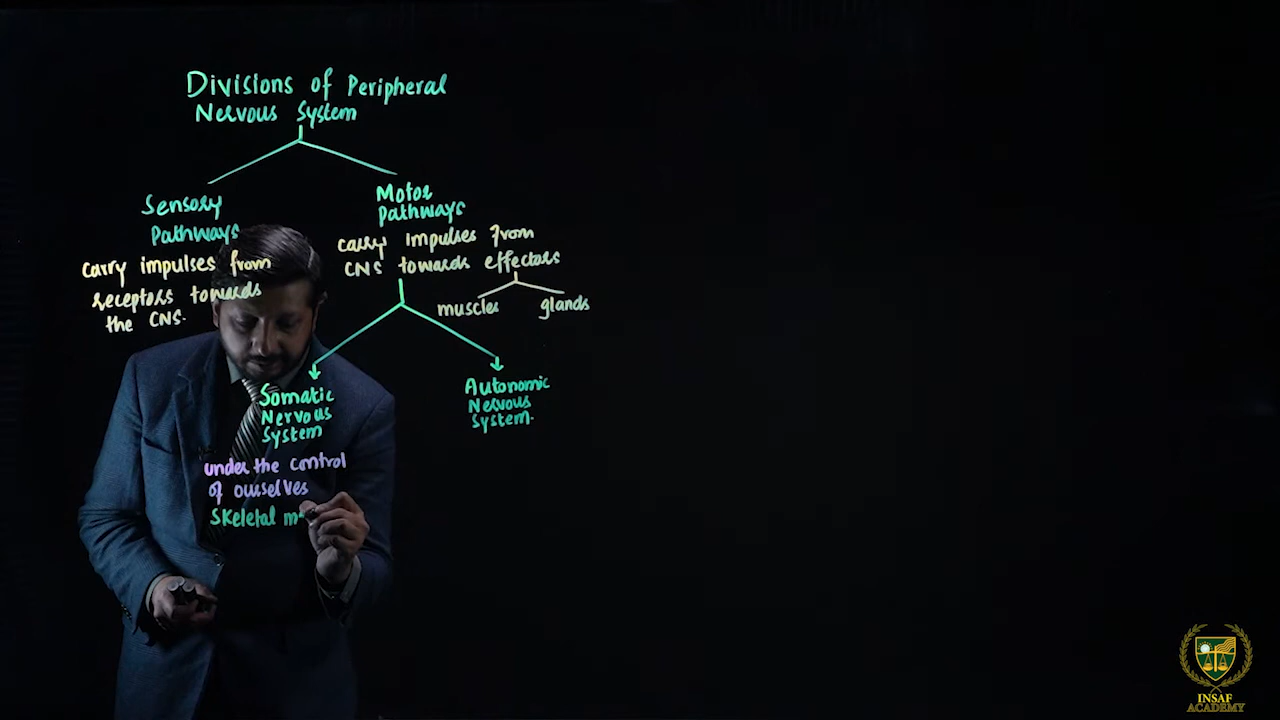 Divisions of Peripheral
Nervous System
Sensory
Pathways
carry impulses from
receptors towards
the CNS.
Motor
Pathways
carry impulses from
CNS towards effectors
muscles
glands
Somatic
Nervous
System
Autonomic
Nervous
System.
under the control
of ourselves
Skeletal m
INSAF
ACADEMY